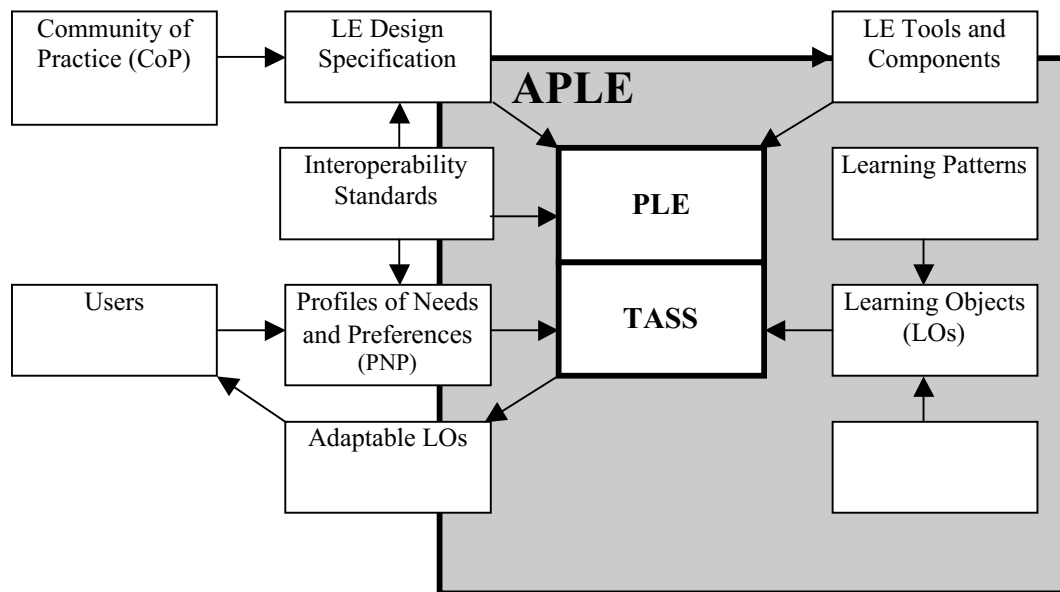 Community of
Practice (CoP)
LE Design
Specification
LE Tools and
Components
APLE
Interoperability
Standards
PLE
Learning Patterns
Users
Profiles of Needs
and Preferences
(PNP)
TASS
Learning Objects
(LOs)
Adaptable LOs